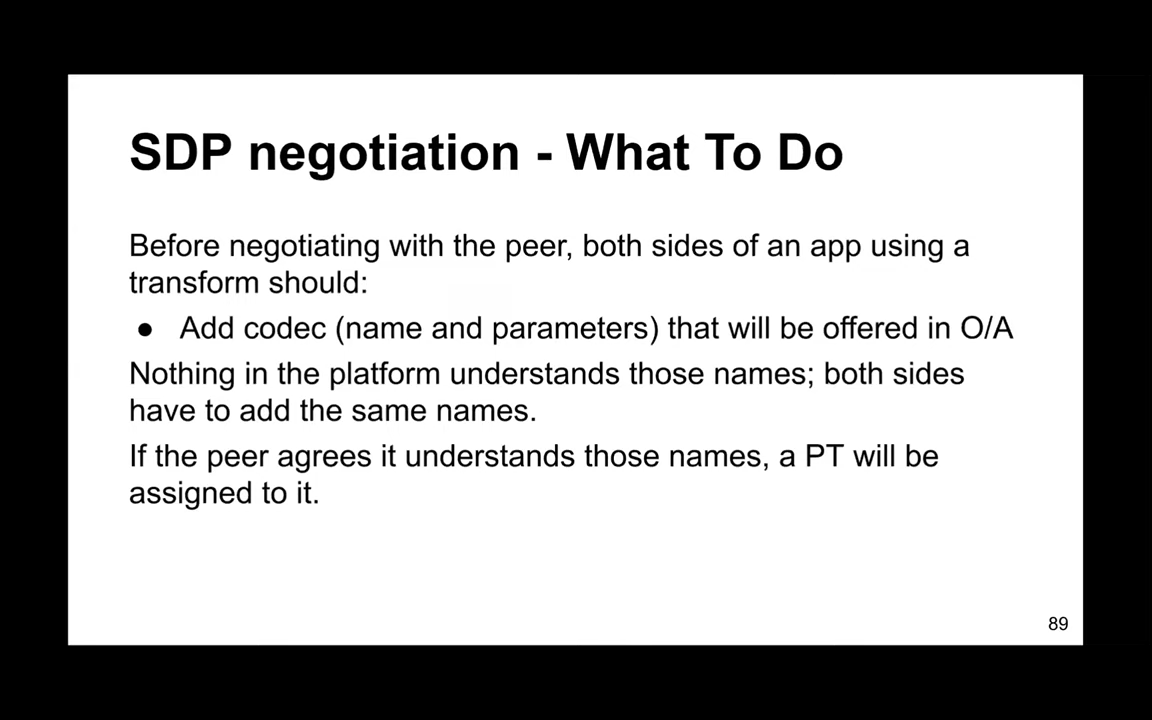 SDP negotiation - What To Do
Before negotiating with the peer, both sides of an app using a
transform should:
● Add codec (name and parameters) that will be offered in O/A
Nothing in the platform understands those names; both sides
have to add the same names.
If the peer agrees it understands those names, a PT will be
assigned to it.
89